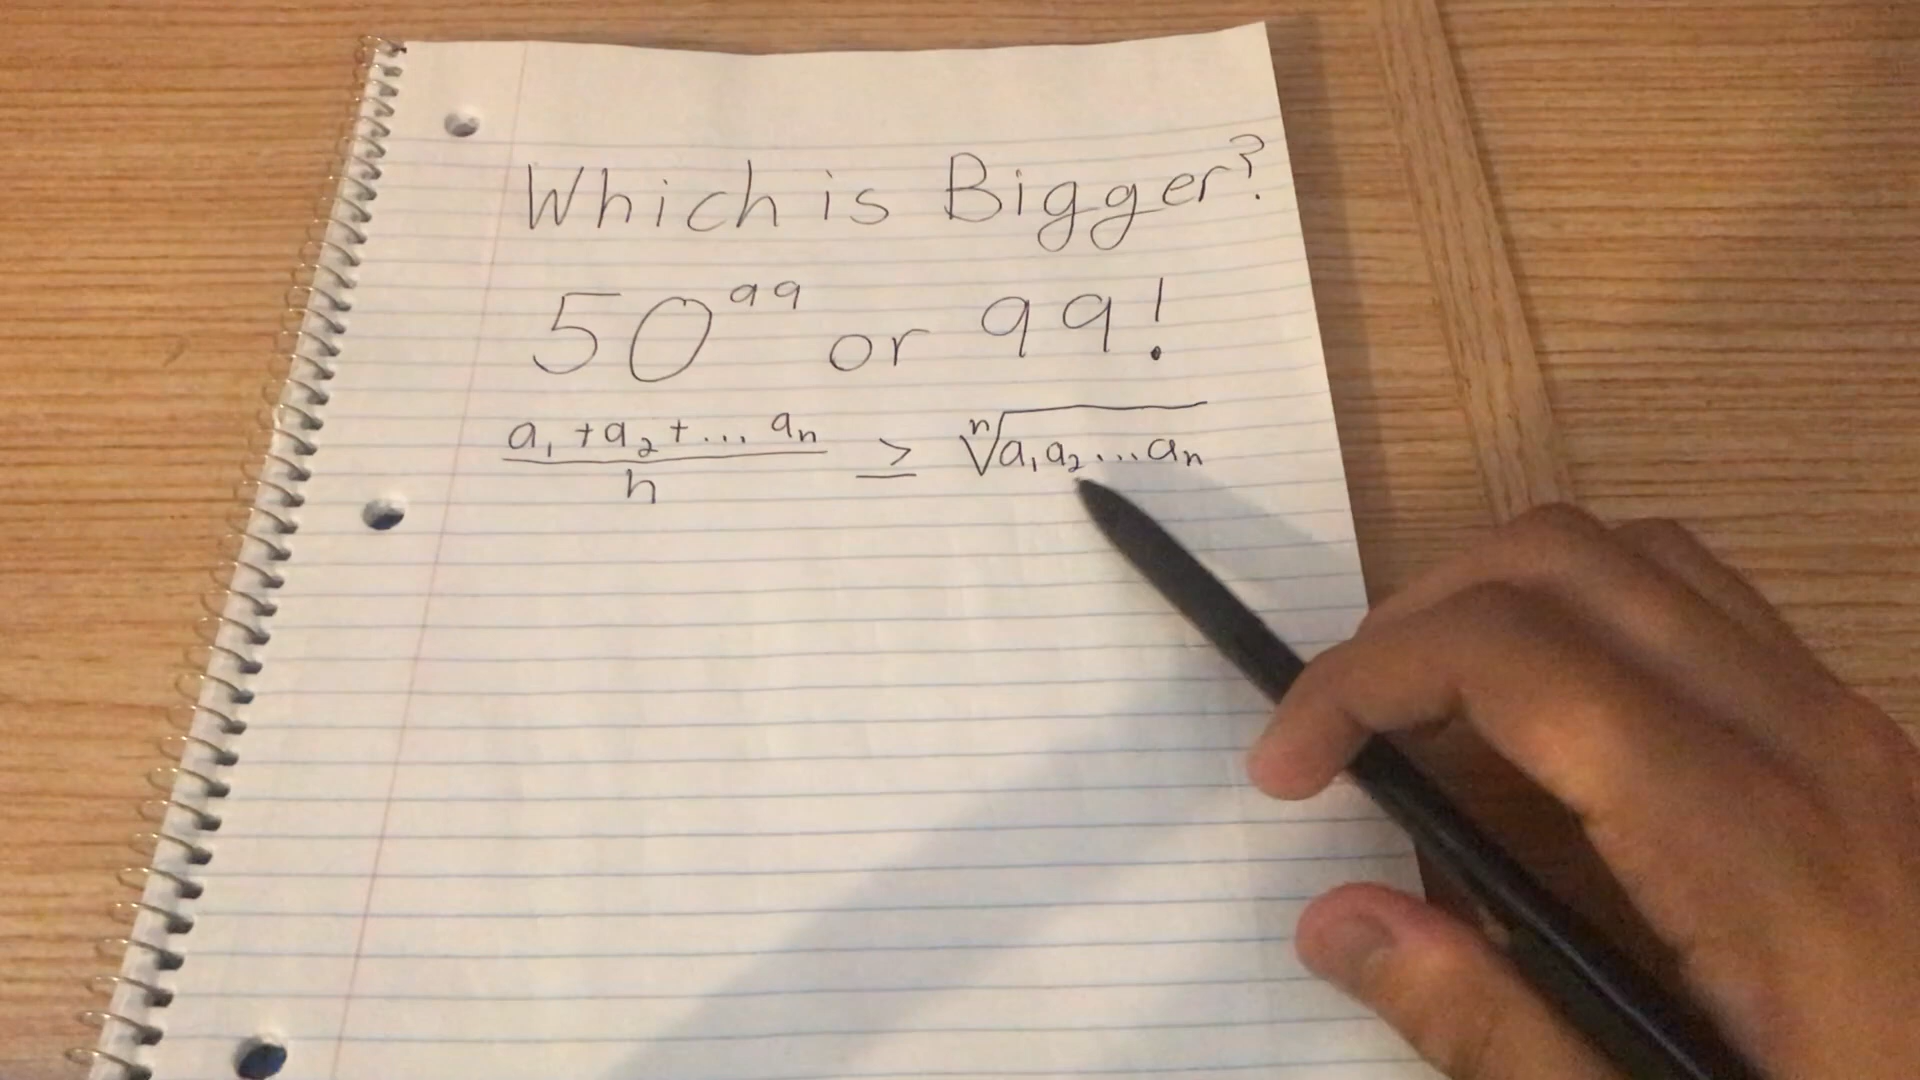 Which is Bigger?
50^99 or 99!
(a₁ + a₂ + ... aₙ)/n ≥ ⁿ√(a₁a₂...aₙ)